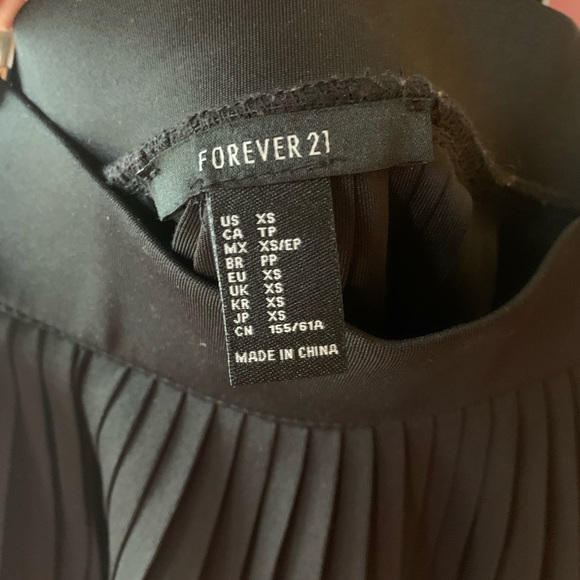 FOREVER 21
US XS
CA TP
MX XS/EP
BR PP
EU XS
UK XS
KR XS
JP XS
CN 155/61A
MADE IN CHINA